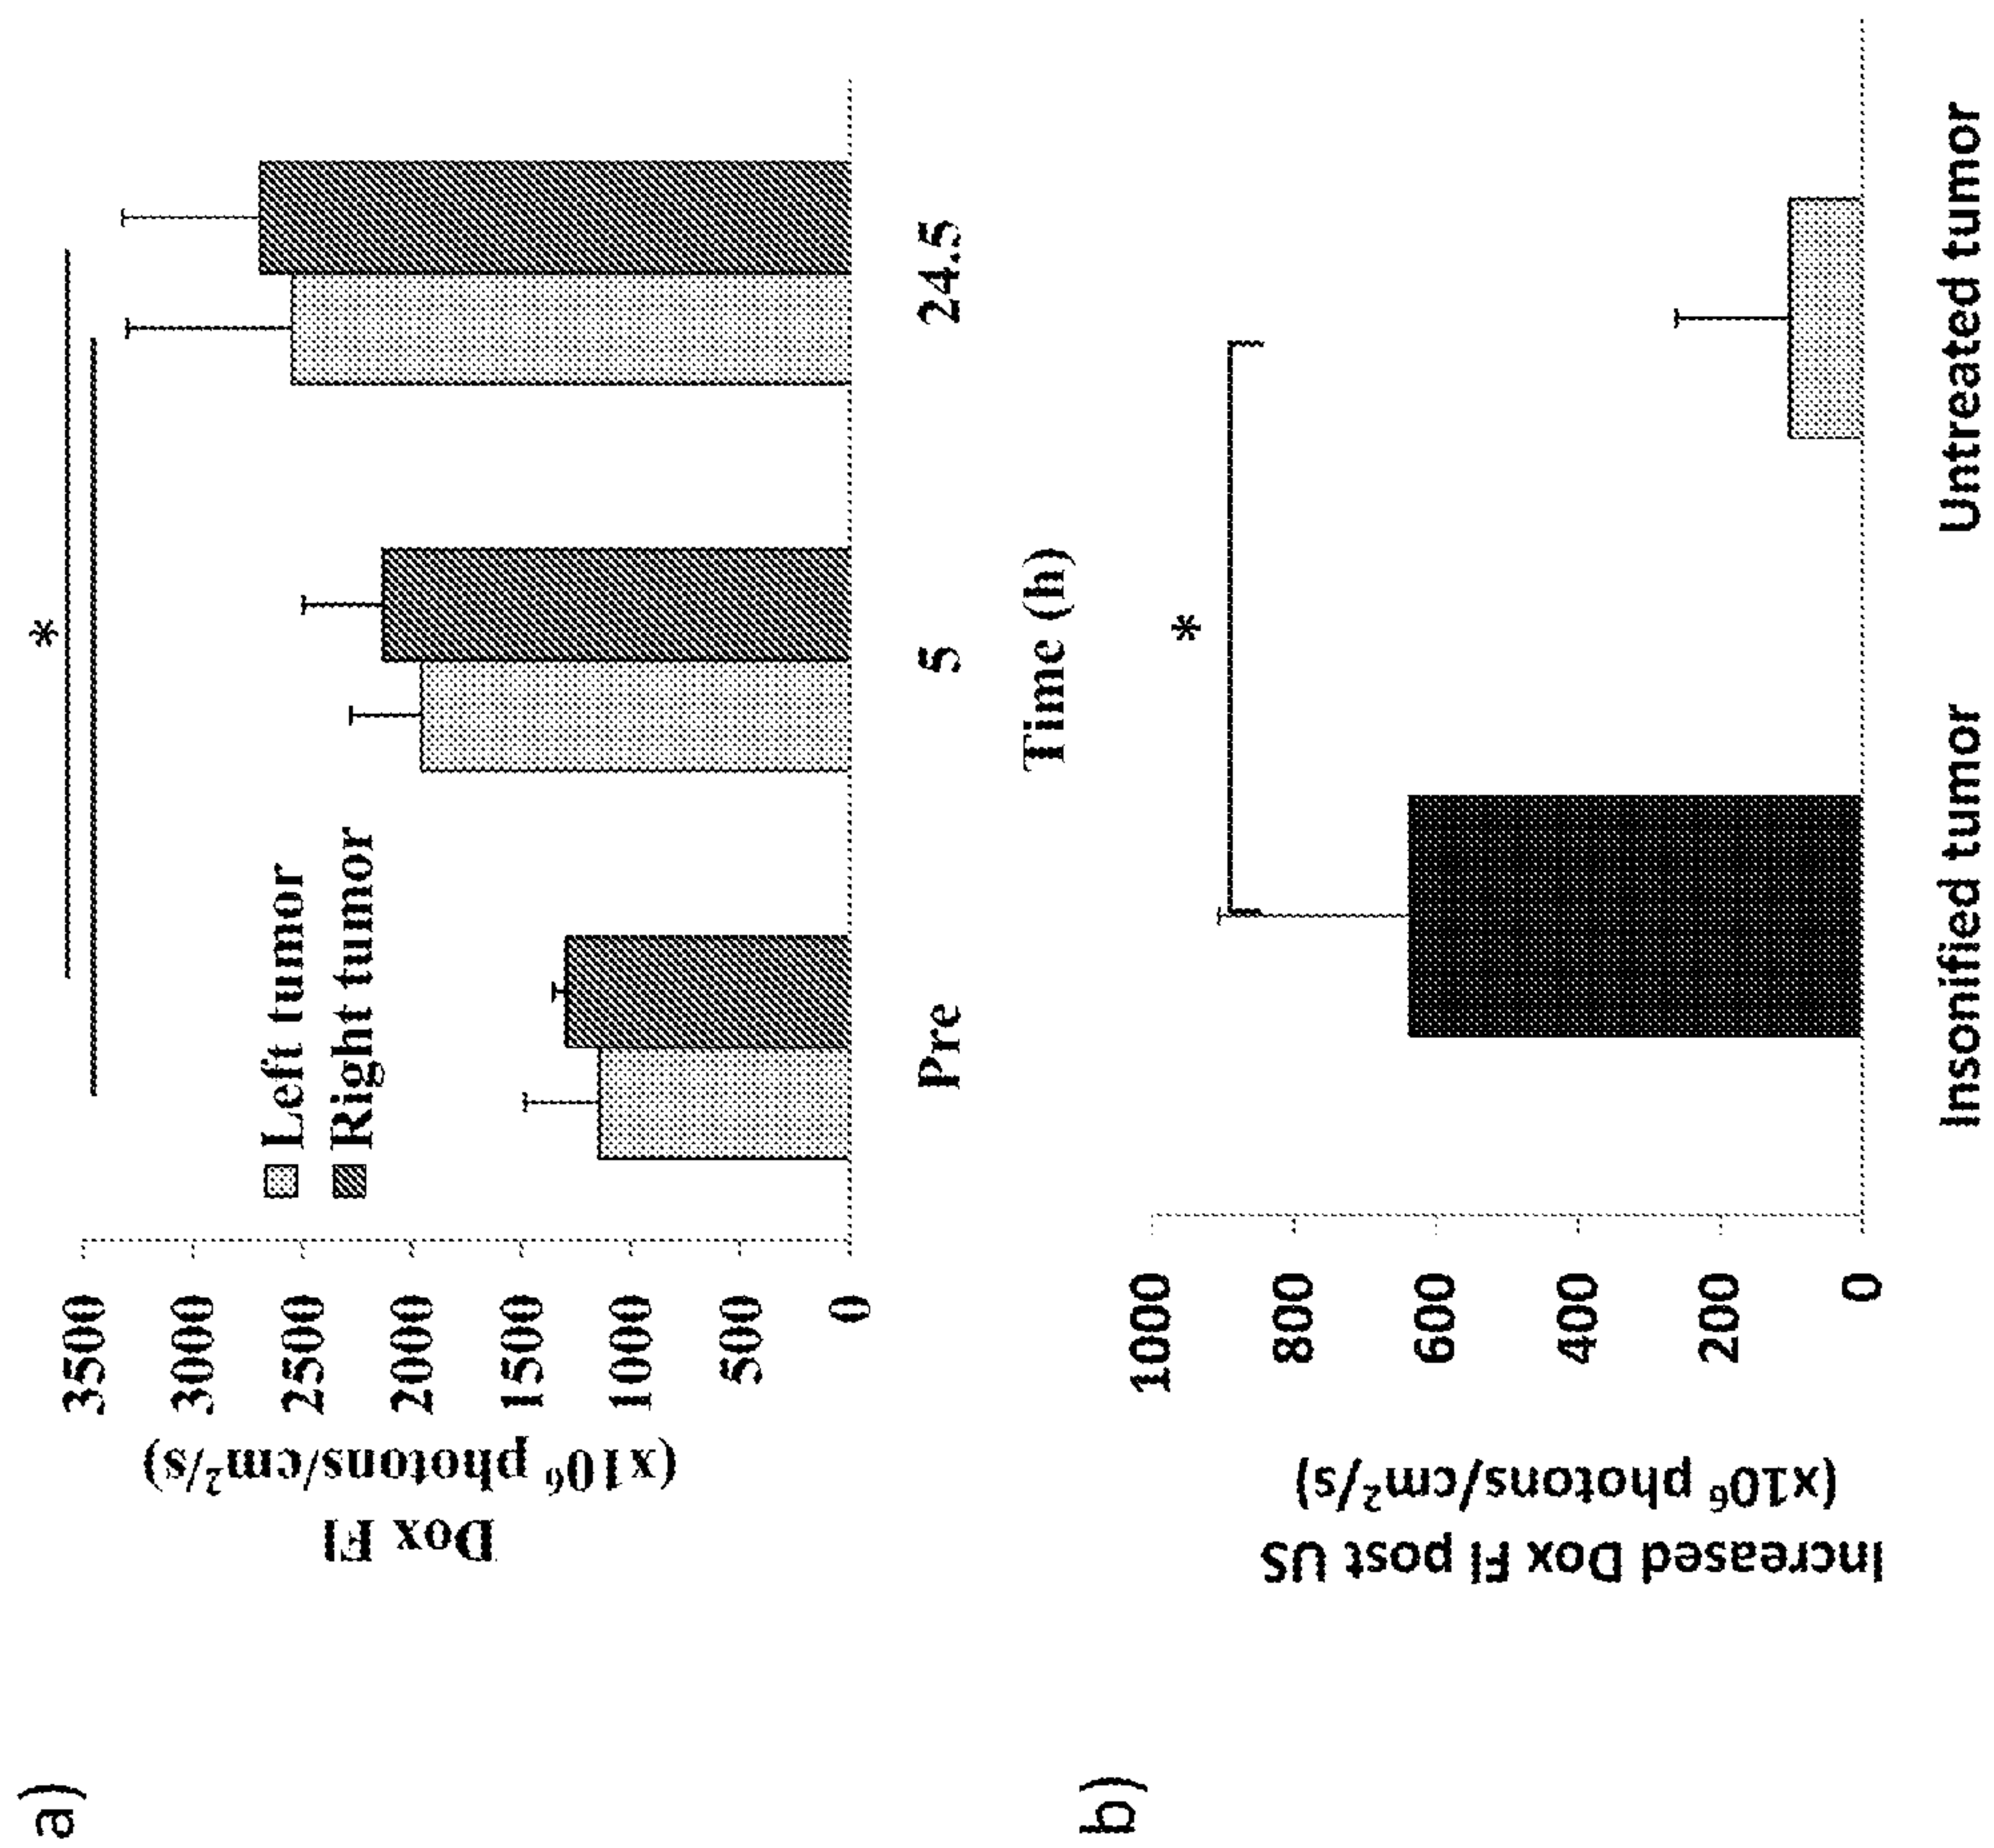 a)
Dox FI
(x10⁶ photons/cm²/s)
3500
3000
2500
2000
1500
1000
500
0
*
Left tumor
Right tumor
Pre
5
24.5
Time (h)
b)
Increased Dox FI post US
(x10⁶ photons/cm²/s)
1000
800
600
400
200
0
*
Insonified tumor
Untreated tumor